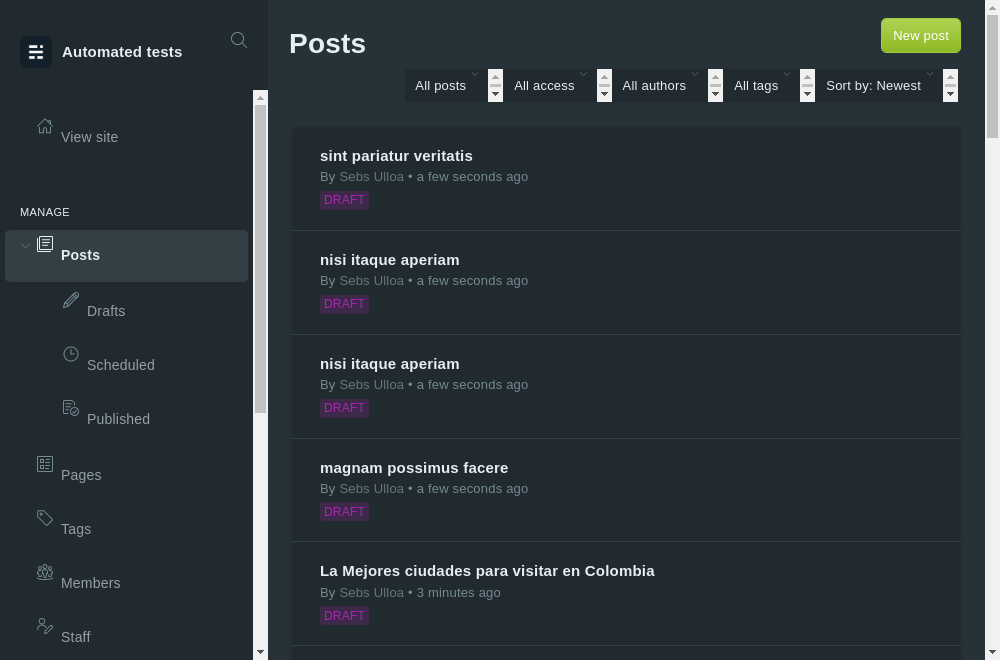 Automated tests
View site
MANAGE
Posts
Drafts
Scheduled
Published
Pages
Tags
Members
Staff
Posts
New post
All posts
All access
All authors
All tags
Sort by: Newest
sint pariatur veritatis
By Sebs Ulloa • a few seconds ago
DRAFT
nisi itaque aperiam
By Sebs Ulloa • a few seconds ago
DRAFT
nisi itaque aperiam
By Sebs Ulloa • a few seconds ago
DRAFT
magnam possimus facere
By Sebs Ulloa • a few seconds ago
DRAFT
La Mejores ciudades para visitar en Colombia
By Sebs Ulloa • 3 minutes ago
DRAFT